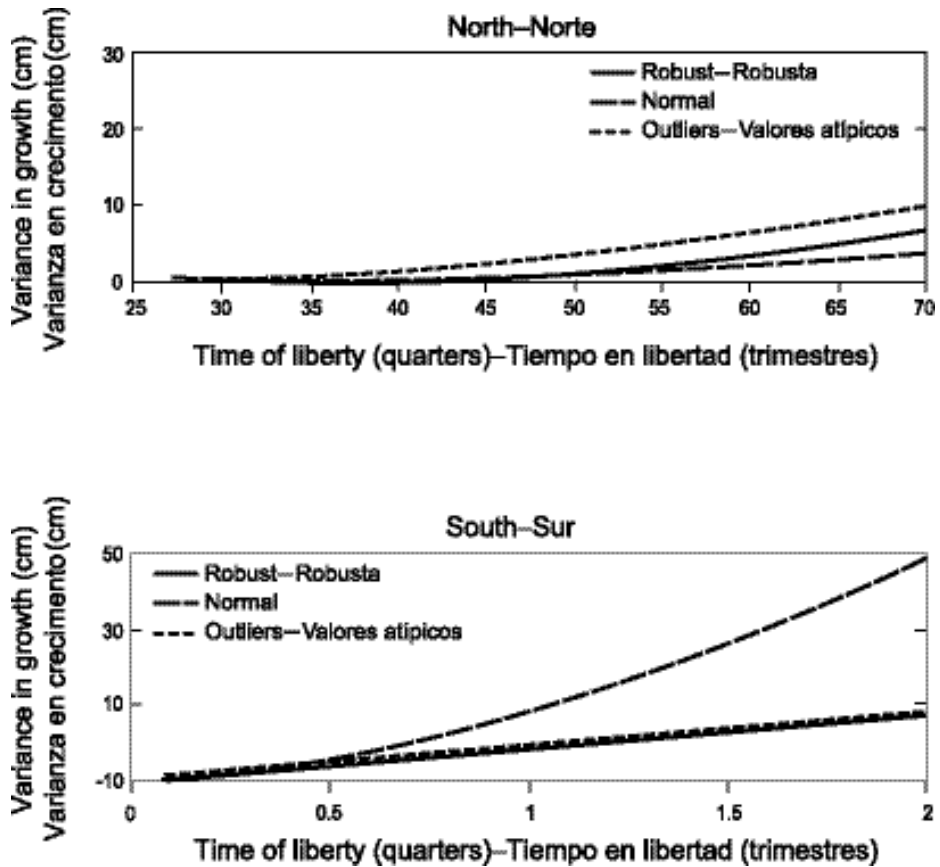 North–Norte
Variance in growth (cm)
Varianza en crecimento (cm)
30
20
10
0
Robust–Robusta
Normal
Outliers–Valores atípicos
25 30 35 40 45 50 55 60 65 70
Time of liberty (quarters)–Tiempo en libertad (trimestres)
South–Sur
Variance in growth (cm)
Varianza en crecimento (cm)
50
30
10
-10
Robust–Robusta
Normal
Outliers–Valores atípicos
0 0.5 1 1.5 2
Time of liberty (quarters)–Tiempo en libertad (trimestres)